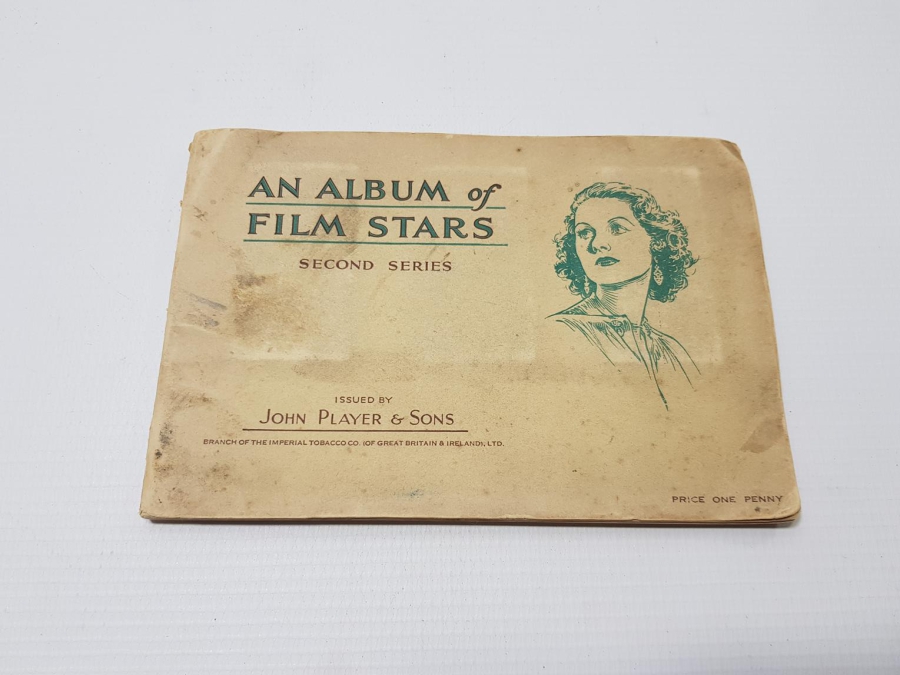 AN ALBUM of
FILM STARS
SECOND SERIES
ISSUED BY
JOHN PLAYER & SONS
BRANCH OF THE IMPERIAL TOBACCO CO. (OF GREAT BRITAIN & IRELAND), LTD.
PRICE ONE PENNY